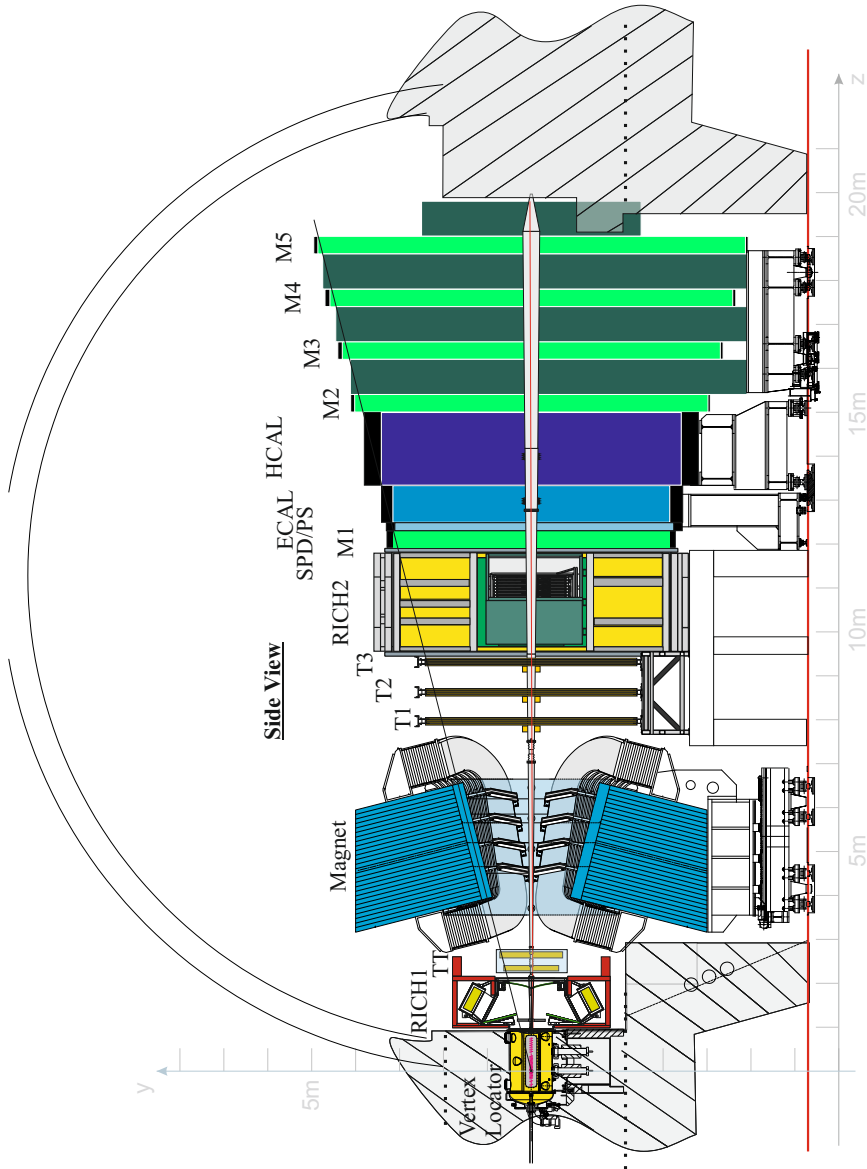 Side View
y
5m
Vertex
Locator
RICH1
TT
Magnet
T1
T2
T3
RICH2
M1
SPD/PS
ECAL
HCAL
M2
M3
M4
M5
5m
10m
15m
20m
z